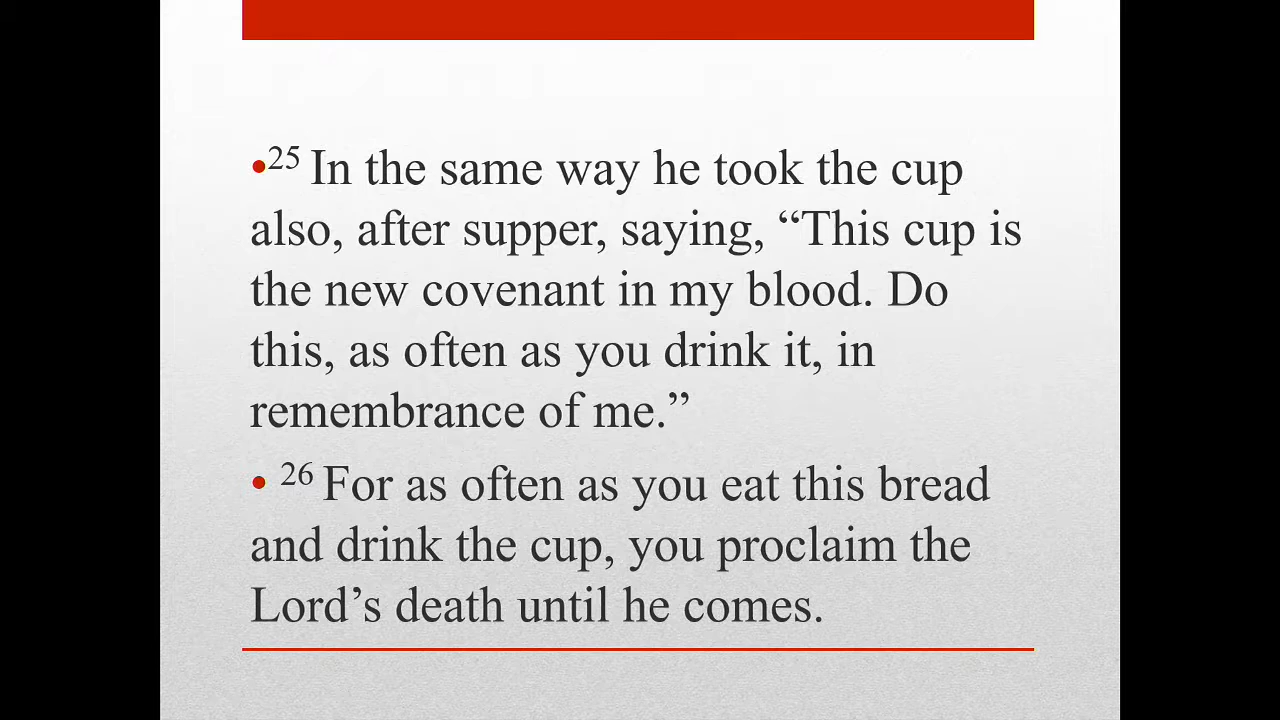 •25 In the same way he took the cup
also, after supper, saying, “This cup is
the new covenant in my blood. Do
this, as often as you drink it, in
remembrance of me.”
• 26 For as often as you eat this bread
and drink the cup, you proclaim the
Lord’s death until he comes.